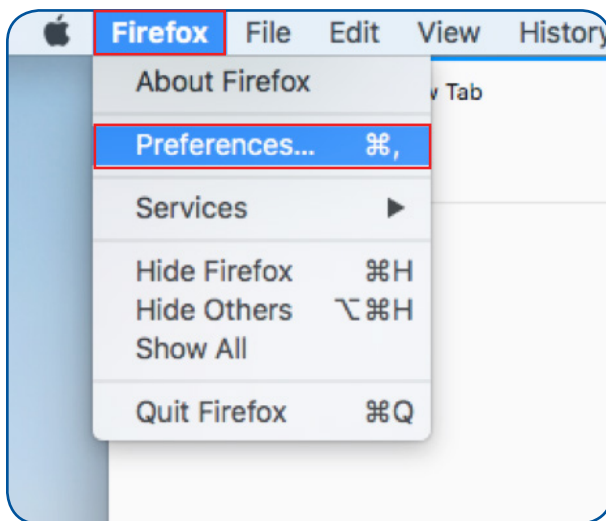 Firefox File Edit View History
About Firefox
Tab
Preferences... ⌘,
Services ▶
Hide Firefox ⌘H
Hide Others ⌥⌘H
Show All
Quit Firefox ⌘Q